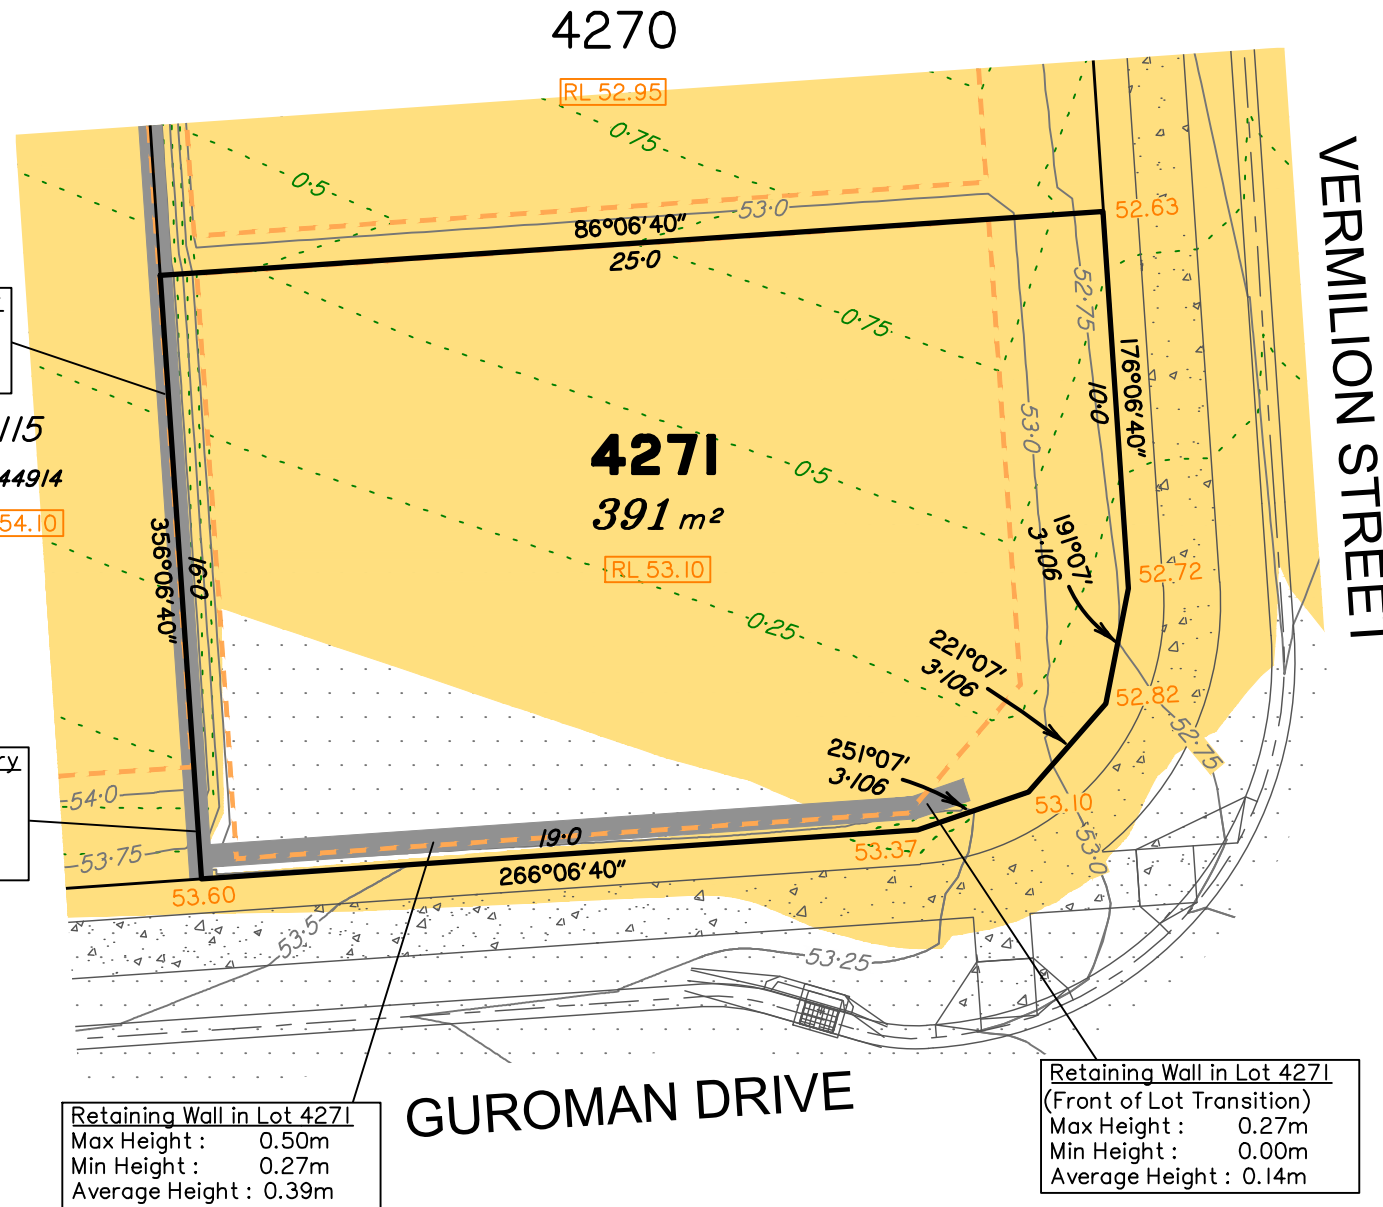 4270
RL 52.95
0.75
0.5
53.0
52.63
86°06'40"
25.0
VERMILION STREET
52.75
0.75
176°06'40"
10.0
53.0
115
44914
54.10
4271
391 m²
RL 53.10
0.5
356°06'40"
16.0
191°07'
3.106
52.72
0.25
221°07'
3.106
52.82
52.75
251°07'
3.106
53.10
53.0
54.0
53.75
19.0
266°06'40"
53.37
53.60
53.5
53.25
GUROMAN DRIVE
Retaining Wall in Lot 4271
Max Height : 0.50m
Min Height : 0.27m
Average Height : 0.39m
Retaining Wall in Lot 4271
(Front of Lot Transition)
Max Height : 0.27m
Min Height : 0.00m
Average Height : 0.14m